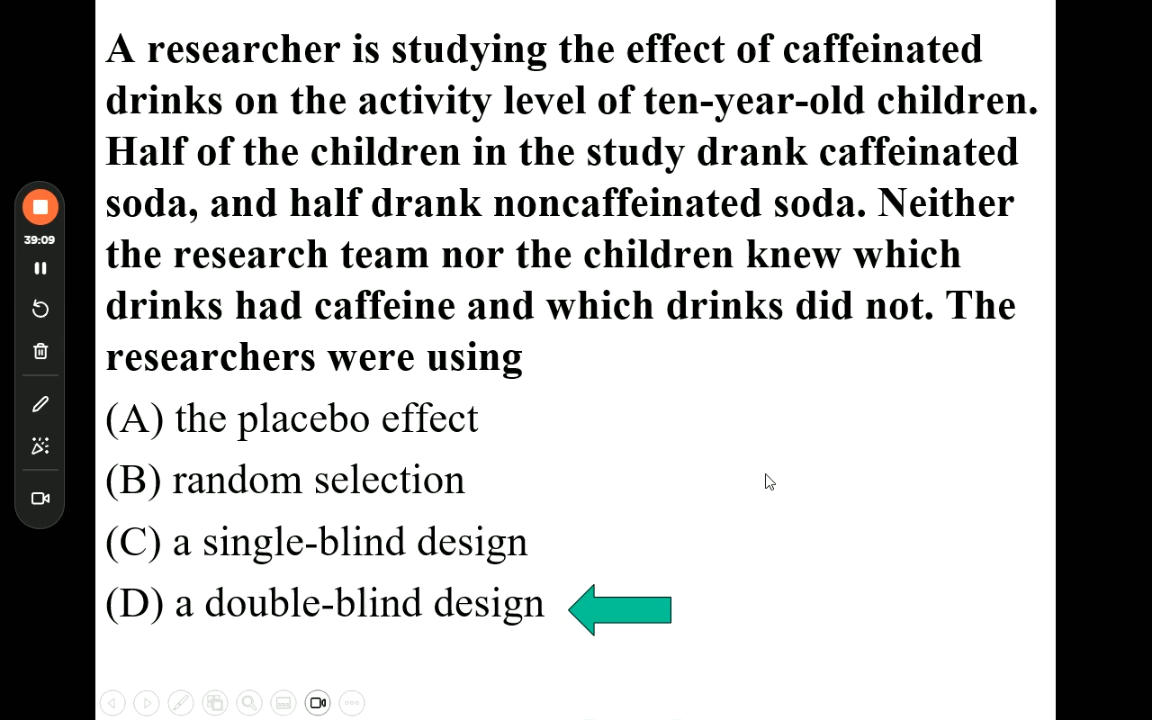 A researcher is studying the effect of caffeinated
drinks on the activity level of ten-year-old children.
Half of the children in the study drank caffeinated
soda, and half drank noncaffeinated soda. Neither
the research team nor the children knew which
drinks had caffeine and which drinks did not. The
researchers were using
(A) the placebo effect
(B) random selection
(C) a single-blind design
(D) a double-blind design
39:09